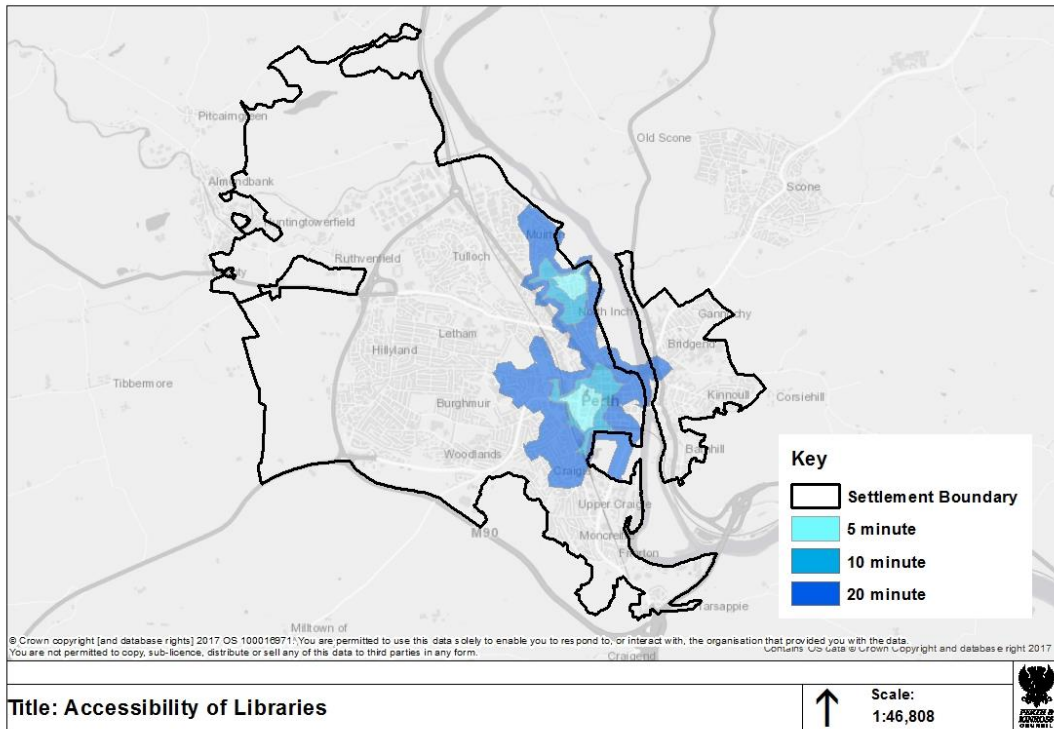 Pitcairngreen
Old Scone
Almondbank
Scone
Huntingtowerfield
Ruthvenfield
Tulloch
North Inch
Gannochy
Letham
Bridgend
Hillyland
Tibbermore
Perth
Kinnoull
Corsiehill
Burghmuir
Woodlands
Upper Craigie
M90
Milltown of
Craigend
Key
Settlement Boundary
5 minute
10 minute
20 minute
© Crown copyright [and database rights] 2017 OS 100016971. You are permitted to use this data solely to enable you to respond to, or interact with, the organisation that provided you with the data.
You are not permitted to copy, sub-licence, distribute or sell any of this data to third parties in any form.
Contains OS data © Crown Copyright and database right 2017
Title: Accessibility of Libraries
Scale:
1:46,808
PERTH &
KINROSS
COUNCIL